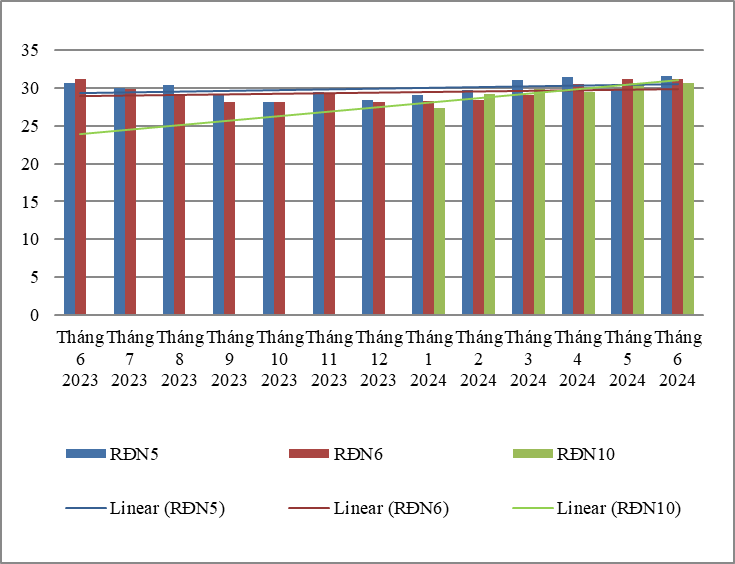 35
30
25
20
15
10
5
0
Tháng Tháng Tháng Tháng Tháng Tháng Tháng Tháng Tháng Tháng Tháng Tháng Tháng
6 7 8 9 10 11 12 1 2 3 4 5 6
2023 2023 2023 2023 2023 2023 2023 2024 2024 2024 2024 2024 2024
RĐN5 RĐN6 RĐN10
Linear (RĐN5) Linear (RĐN6) Linear (RĐN10)